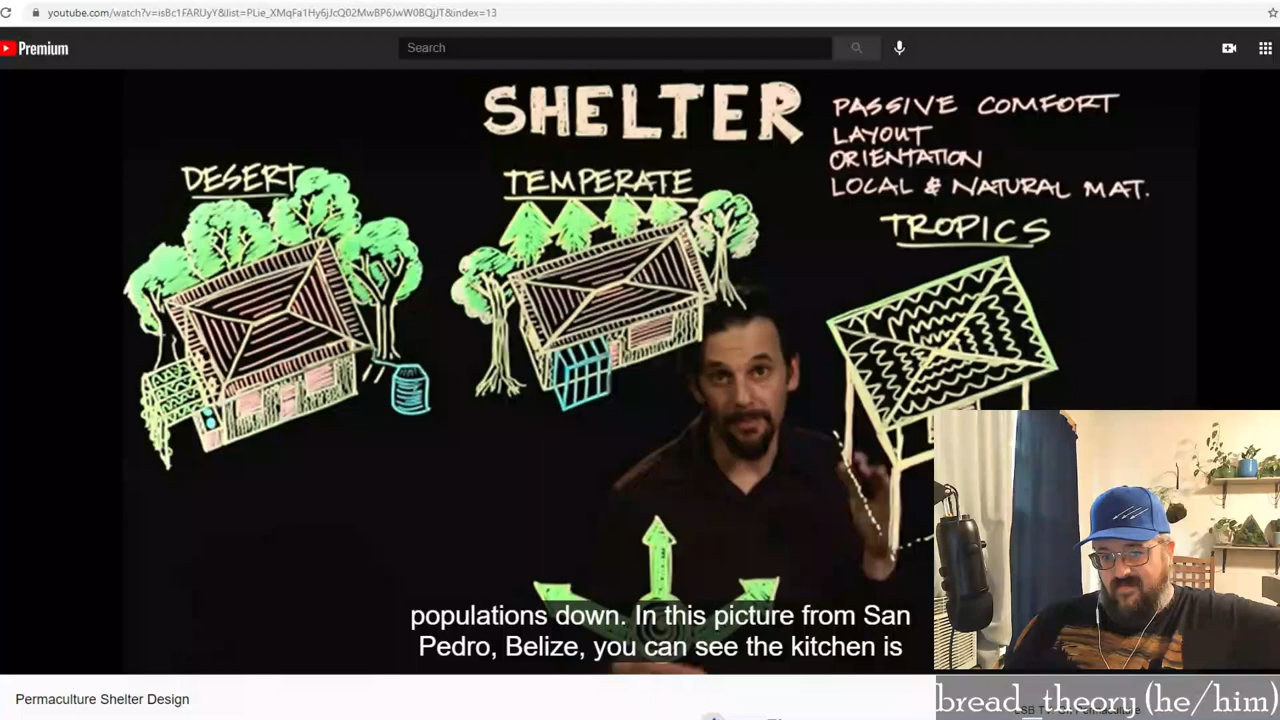 youtube.com/watch?v=isBc1FARUyY&list=PLie_XMqFa1Hy6jJcQ02MwBP6JwW0BQjJT&index=13
Premium
Search
SHELTER
PASSIVE COMFORT
LAYOUT
ORIENTATION
LOCAL & NATURAL MAT.
DESERT
TEMPERATE
TROPICS
populations down. In this picture from San
Pedro, Belize, you can see the kitchen is
Permaculture Shelter Design
bread_theory (he/him)